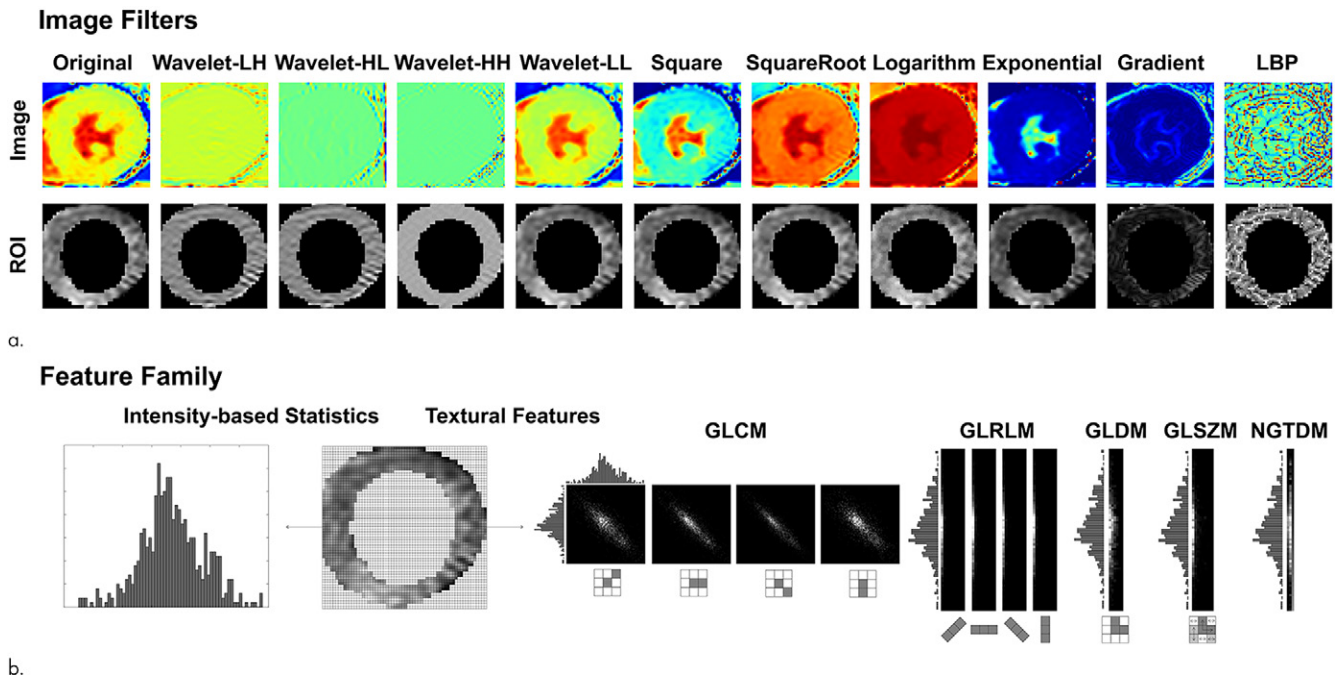 Image Filters
Original Wavelet-LH Wavelet-HL Wavelet-HH Wavelet-LL Square SquareRoot Logarithm Exponential Gradient LBP
Image
ROI
a.
Feature Family
Intensity-based Statistics Textural Features GLCM GLRLM GLDM GLSZM NGTDM
b.